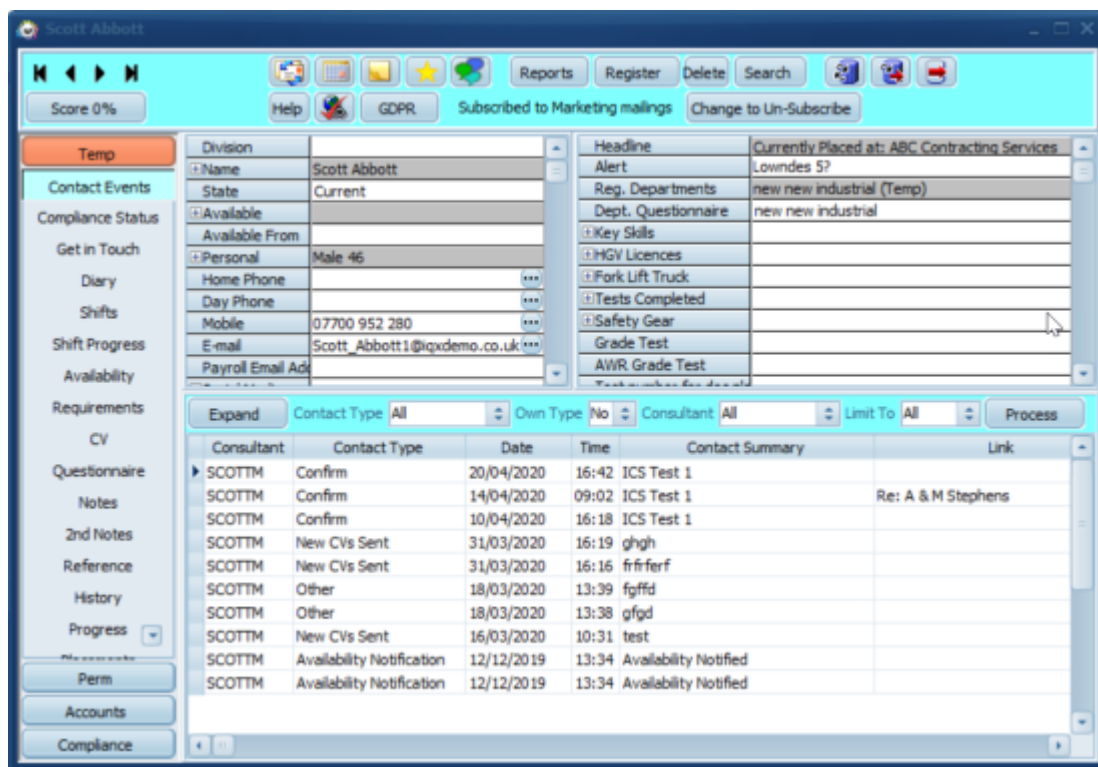 Scott Abbott
Reports Register Delete Search
Score 0% Help GDPR Subscribed to Marketing mailings Change to Un-Subscribe
Temp
Contact Events
Compliance Status
Get in Touch
Diary
Shifts
Shift Progress
Availability
Requirements
CV
Questionnaire
Notes
2nd Notes
Reference
History
Progress
Perm
Accounts
Compliance
Division
Name Scott Abbott
State Current
Available
Available From
Personal Male 46
Home Phone
Day Phone
Mobile 07700 952 280
E-mail Scott_Abbott1@iqxdemo.co.uk
Payroll Email Add
Headline Currently Placed at: ABC Contracting Services
Alert Lowndes 5?
Reg. Departments new new industrial (Temp)
Dept. Questionnaire new new industrial
Key Skills
HGV Licences
Fork Lift Truck
Tests Completed
Safety Gear
Grade Test
AWR Grade Test
Expand Contact Type All Own Type No Consultant All Limit To All Process
Consultant Contact Type Date Time Contact Summary Link
SCOTTM Confirm 20/04/2020 16:42 ICS Test 1
SCOTTM Confirm 14/04/2020 09:02 ICS Test 1 Re: A & M Stephens
SCOTTM Confirm 10/04/2020 16:18 ICS Test 1
SCOTTM New CVs Sent 31/03/2020 16:19 ghgh
SCOTTM New CVs Sent 31/03/2020 16:16 frfrferf
SCOTTM Other 18/03/2020 13:39 fgffd
SCOTTM Other 18/03/2020 13:38 gfgd
SCOTTM New CVs Sent 16/03/2020 10:31 test
SCOTTM Availability Notification 12/12/2019 13:34 Availability Notified
SCOTTM Availability Notification 12/12/2019 13:34 Availability Notified